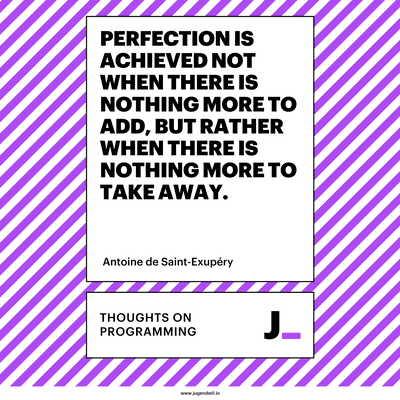 PERFECTION IS
ACHIEVED NOT
WHEN THERE IS
NOTHING MORE TO
ADD, BUT RATHER
WHEN THERE IS
NOTHING MORE TO
TAKE AWAY.
Antoine de Saint-Exupéry
THOUGHTS ON
PROGRAMMING
J_
www.jugendstil.io